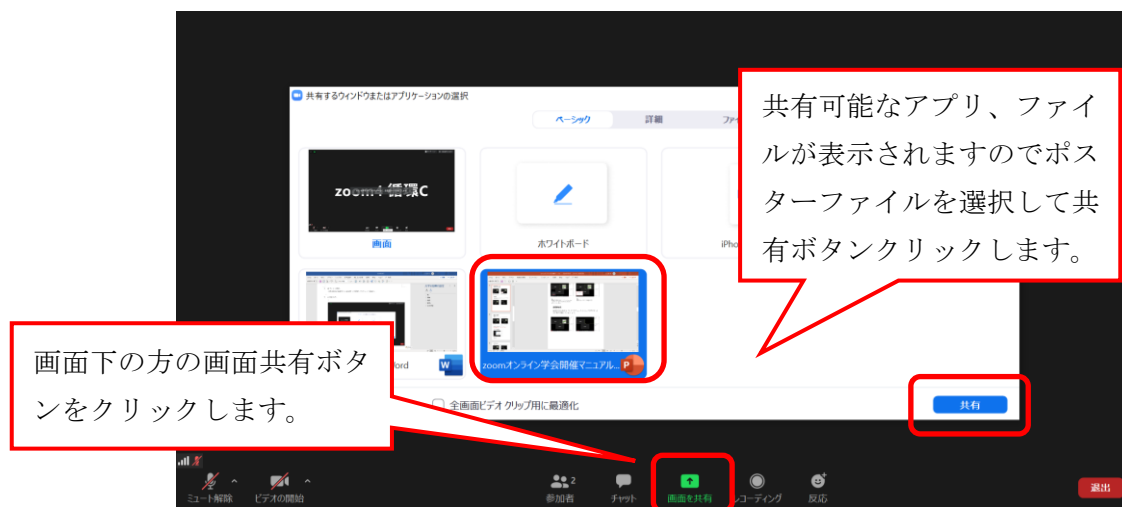 共有するウィンドウまたはアプリケーションの選択
ベーシック
詳細
共有可能なアプリ、ファイ
ルが表示されますのでポス
ターファイルを選択して共
有ボタンクリックします。
画面
ホワイトボード
iPho
画面下の方の画面共有ボタ
ンをクリックします。
ord
zoomオンライン学会開催マニュアル...
全画面ビデオ クリップ用に最適化
共有
ミュート解除
ビデオの開始
2
参加者
チャット
画面を共有
レコーディング
反応
退出